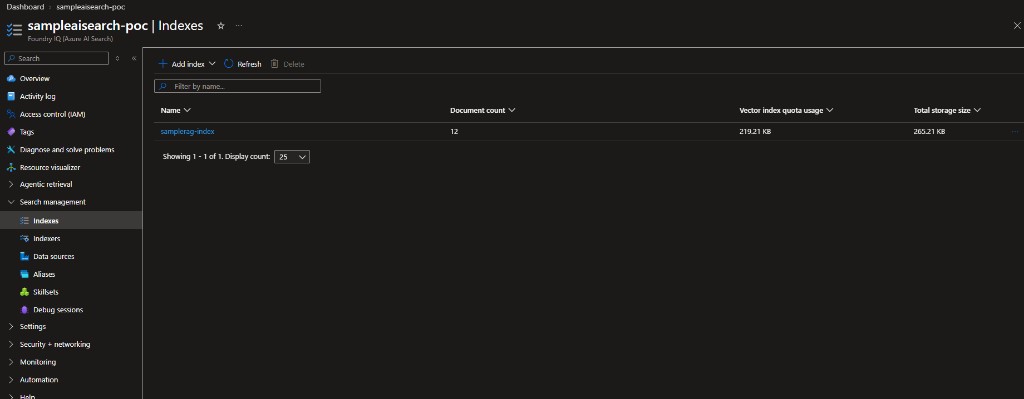 Dashboard > sampleaisearch-poc
sampleaisearch-poc | Indexes
Foundry IQ (Azure AI Search)
Search
Overview
Activity log
Access control (IAM)
Tags
Diagnose and solve problems
Resource visualizer
Agentic retrieval
Search management
Indexes
Indexers
Data sources
Aliases
Skillsets
Debug sessions
Settings
Security + networking
Monitoring
Automation
Help
Add index Refresh Delete
Filter by name...
Name Document count Vector index quota usage Total storage size
samplerag-index 12 219.21 KB 265.21 KB
Showing 1 - 1 of 1. Display count: 25